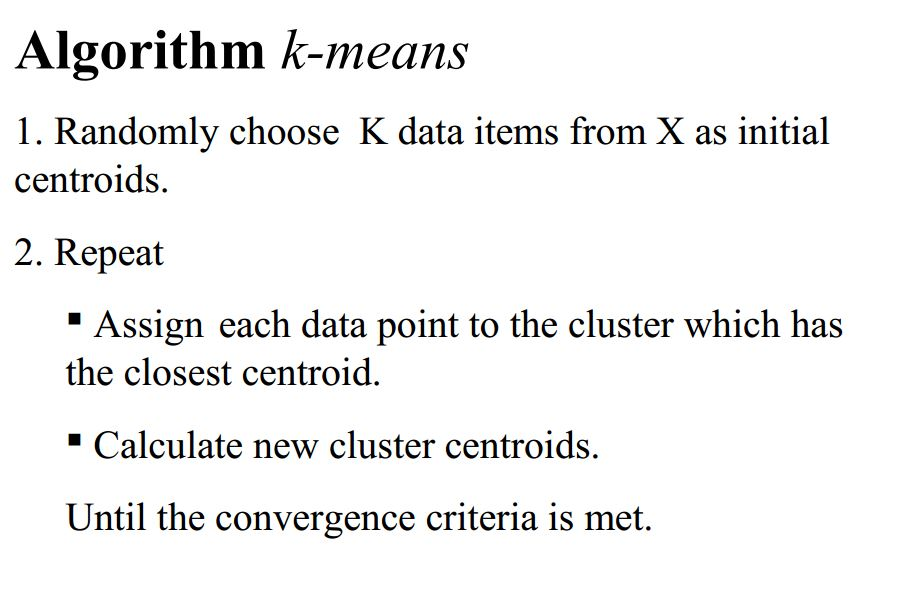 Algorithm k-means
1. Randomly choose K data items from X as initial
centroids.
2. Repeat
▪ Assign each data point to the cluster which has
the closest centroid.
▪ Calculate new cluster centroids.
Until the convergence criteria is met.